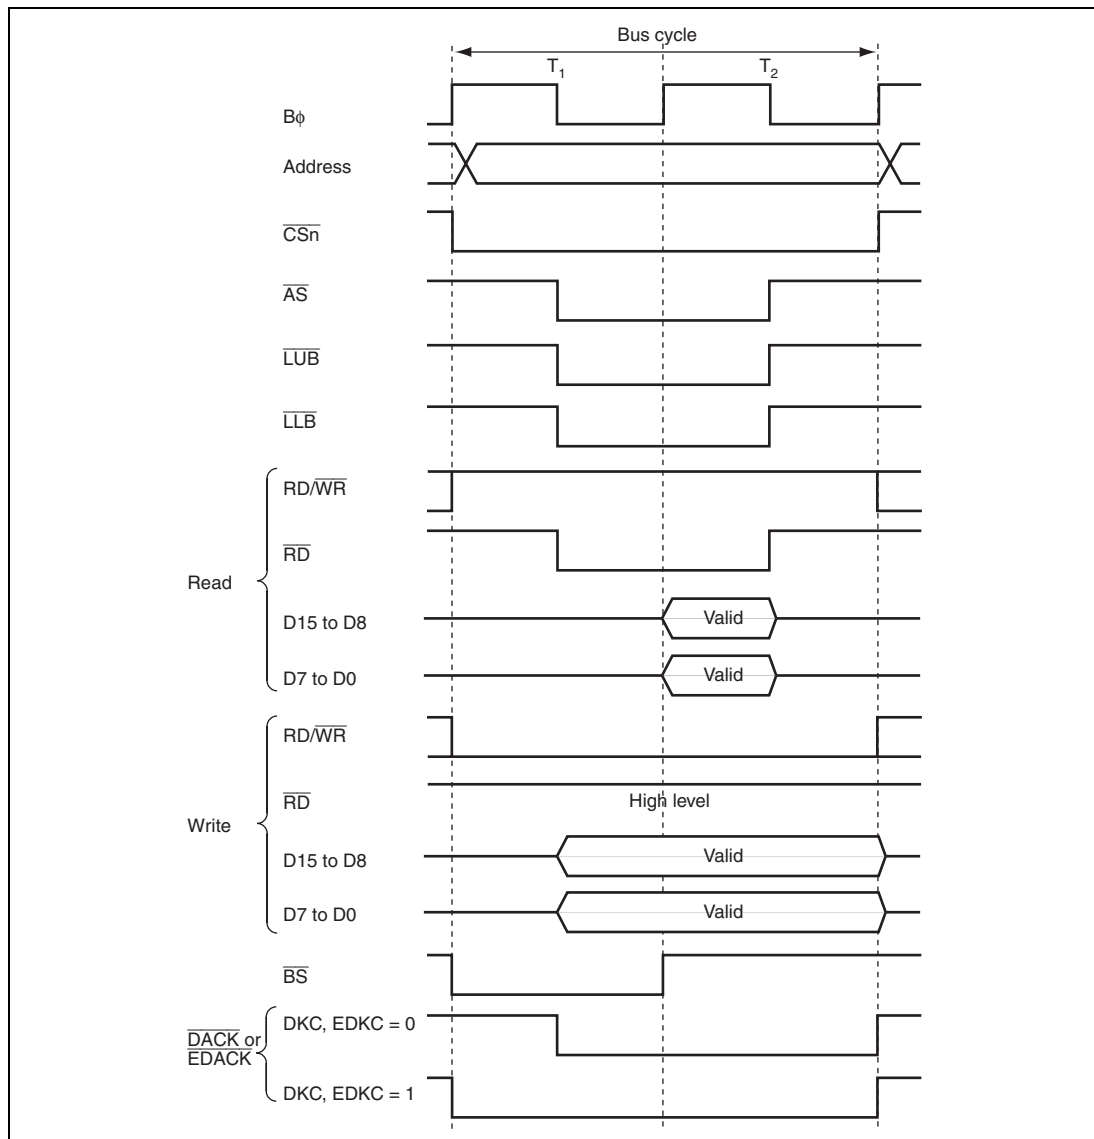 Bus cycle
T1 T2
Bϕ
Address
CSn
AS
LUB
LLB
RD/WR
RD
Read
D15 to D8 Valid
D7 to D0 Valid
RD/WR
RD High level
Write
D15 to D8 Valid
D7 to D0 Valid
BS
DKC, EDKC = 0
DACK or
EDACK
DKC, EDKC = 1